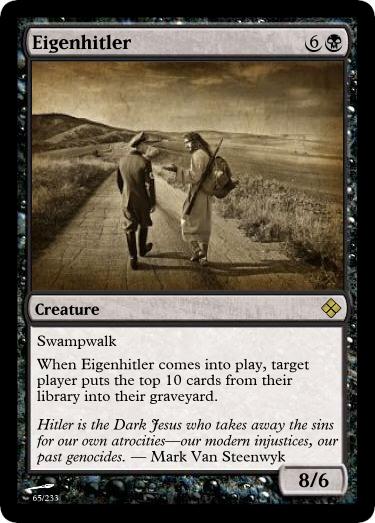 Eigenhitler 6
Creature
Swampwalk
When Eigenhitler comes into play, target
player puts the top 10 cards from their
library into their graveyard.
Hitler is the Dark Jesus who takes away the sins
for our own atrocities—our modern injustices, our
past genocides. — Mark Van Steenwyk
8/6
65/233